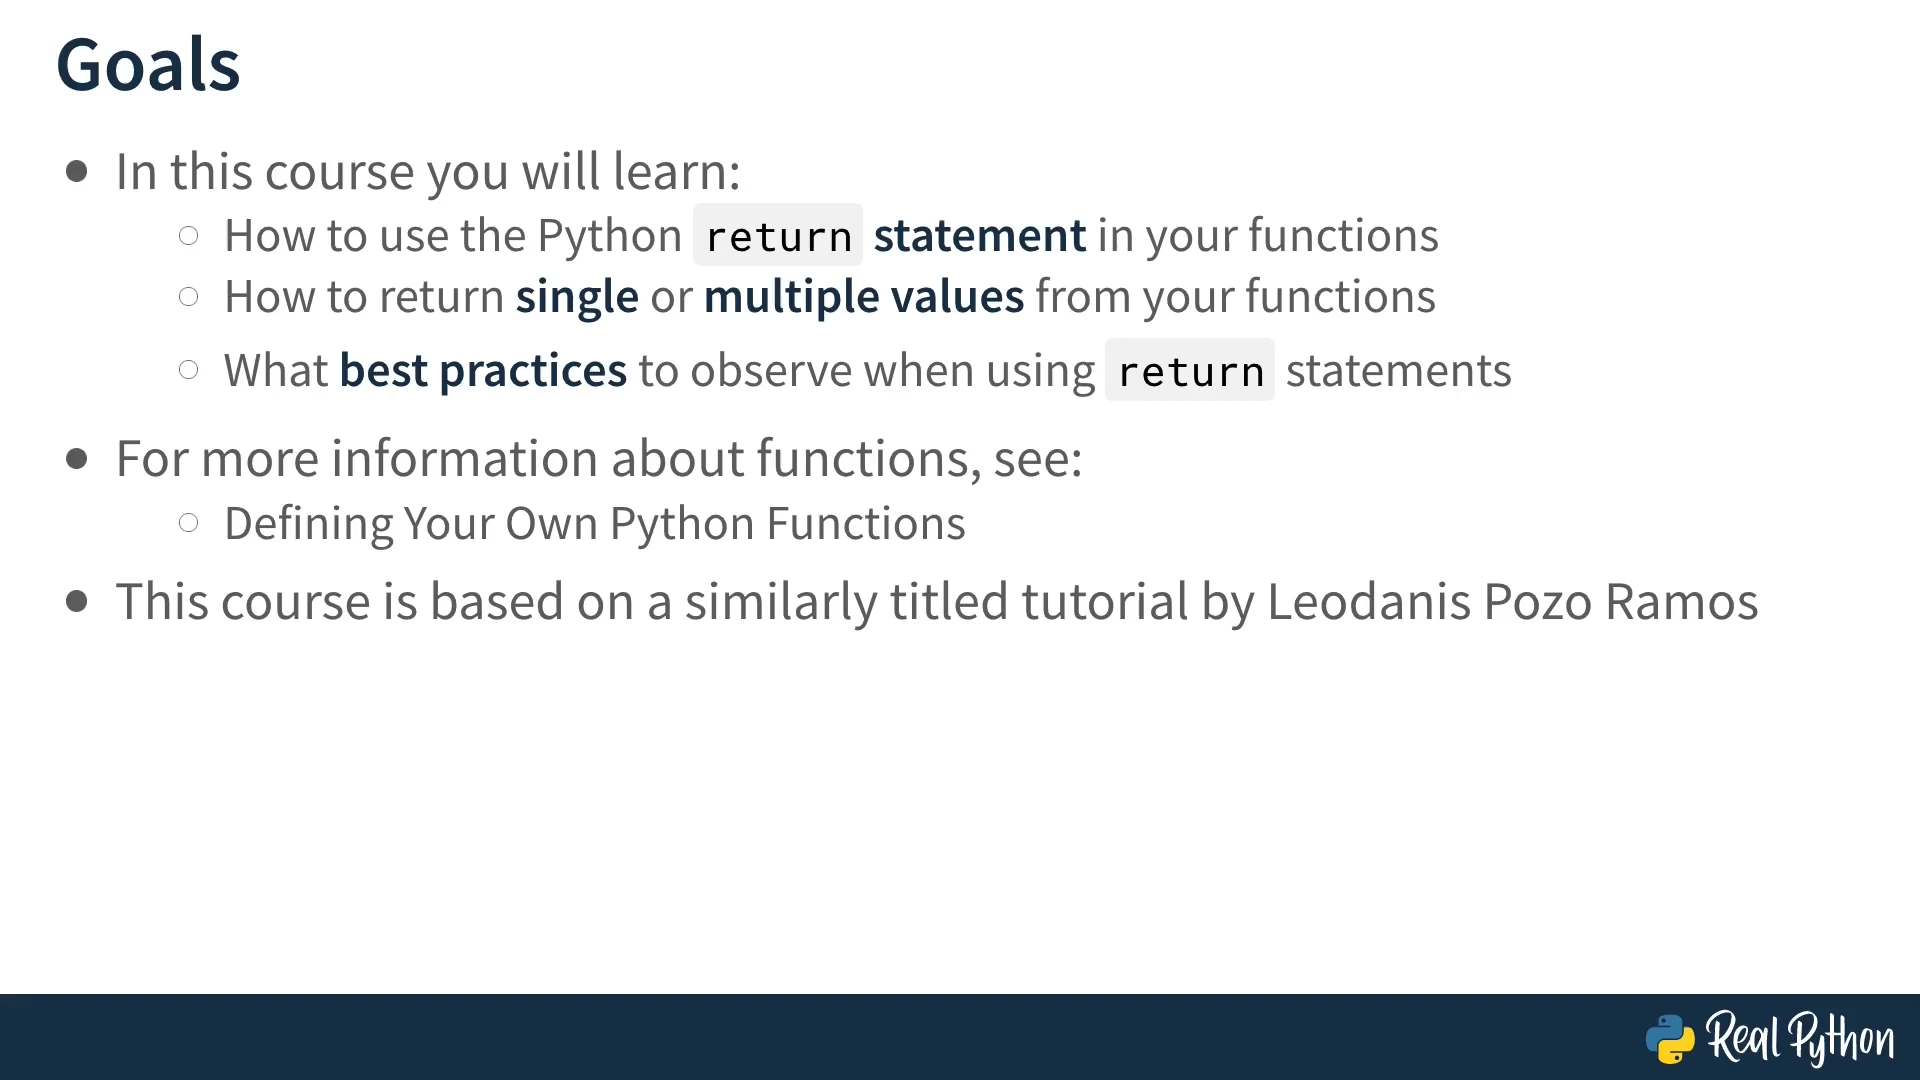 Goals
In this course you will learn:
How to use the Python return statement in your functions
How to return single or multiple values from your functions
What best practices to observe when using return statements
For more information about functions, see:
Defining Your Own Python Functions
This course is based on a similarly titled tutorial by Leodanis Pozo Ramos
Real Python